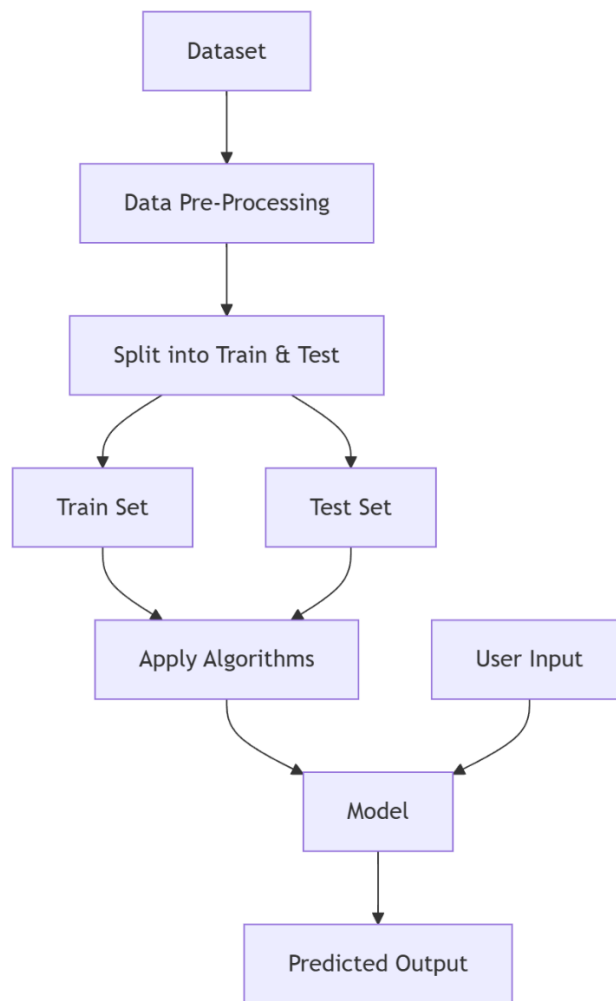 Dataset
Data Pre-Processing
Split into Train & Test
Train Set
Test Set
Apply Algorithms
User Input
Model
Predicted Output